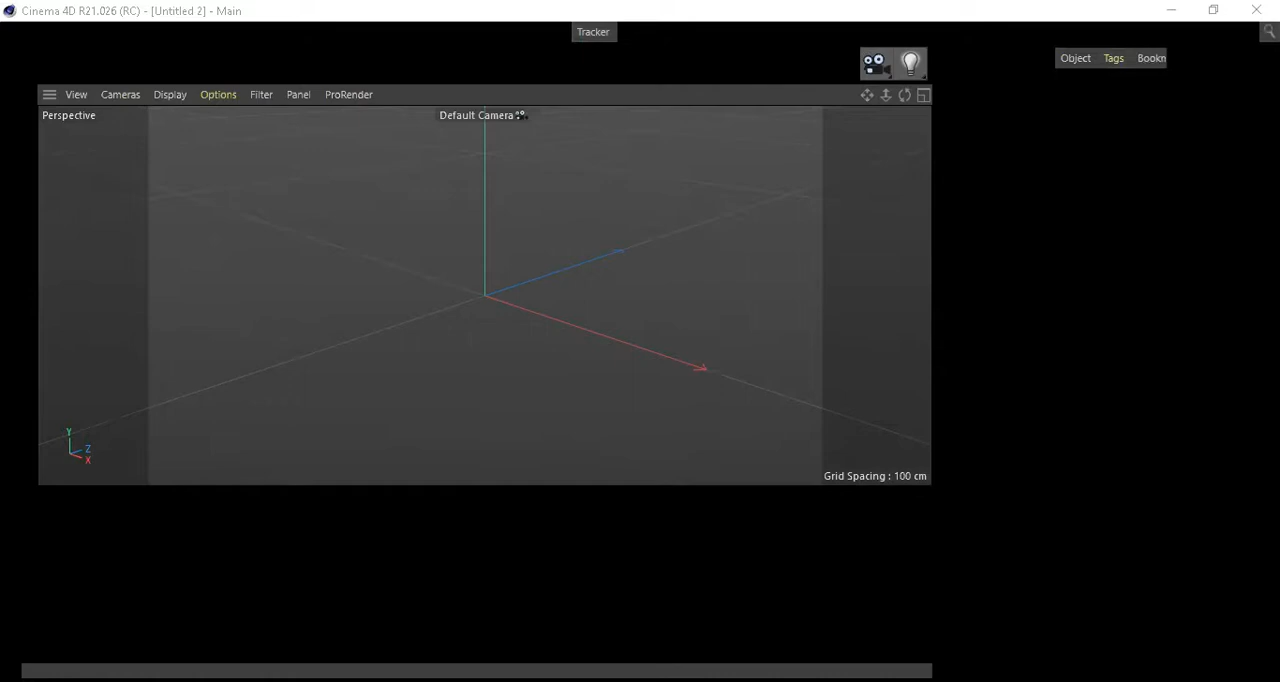 Cinema 4D R21.026 (RC) - [Untitled 2] - Main
Tracker
Object Tags Bookn
View Cameras Display Options Filter Panel ProRender
Perspective
Default Camera
Y
Z
X
Grid Spacing : 100 cm